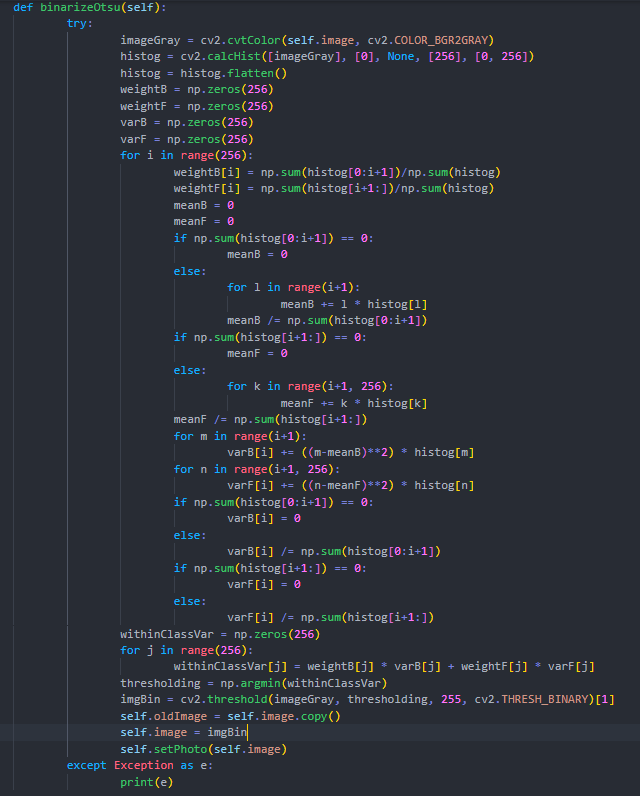 def binarizeOtsu(self):
try:
imageGray = cv2.cvtColor(self.image, cv2.COLOR_BGR2GRAY)
histog = cv2.calcHist([imageGray], [0], None, [256], [0, 256])
histog = histog.flatten()
weightB = np.zeros(256)
weightF = np.zeros(256)
varB = np.zeros(256)
varF = np.zeros(256)
for i in range(256):
weightB[i] = np.sum(histog[0:i+1])/np.sum(histog)
weightF[i] = np.sum(histog[i+1:])/np.sum(histog)
meanB = 0
meanF = 0
if np.sum(histog[0:i+1]) == 0:
meanB = 0
else:
for l in range(i+1):
meanB += l * histog[l]
meanB /= np.sum(histog[0:i+1])
if np.sum(histog[i+1:]) == 0:
meanF = 0
else:
for k in range(i+1, 256):
meanF += k * histog[k]
meanF /= np.sum(histog[i+1:])
for m in range(i+1):
varB[i] += ((m-meanB)**2) * histog[m]
for n in range(i+1, 256):
varF[i] += ((n-meanF)**2) * histog[n]
if np.sum(histog[0:i+1]) == 0:
varB[i] = 0
else:
varB[i] /= np.sum(histog[0:i+1])
if np.sum(histog[i+1:]) == 0:
varF[i] = 0
else:
varF[i] /= np.sum(histog[i+1:])
withinClassVar = np.zeros(256)
for j in range(256):
withinClassVar[j] = weightB[j] * varB[j] + weightF[j] * varF[j]
thresholding = np.argmin(withinClassVar)
imgBin = cv2.threshold(imageGray, thresholding, 255, cv2.THRESH_BINARY)[1]
self.oldImage = self.image.copy()
self.image = imgBin
self.setPhoto(self.image)
except Exception as e:
print(e)